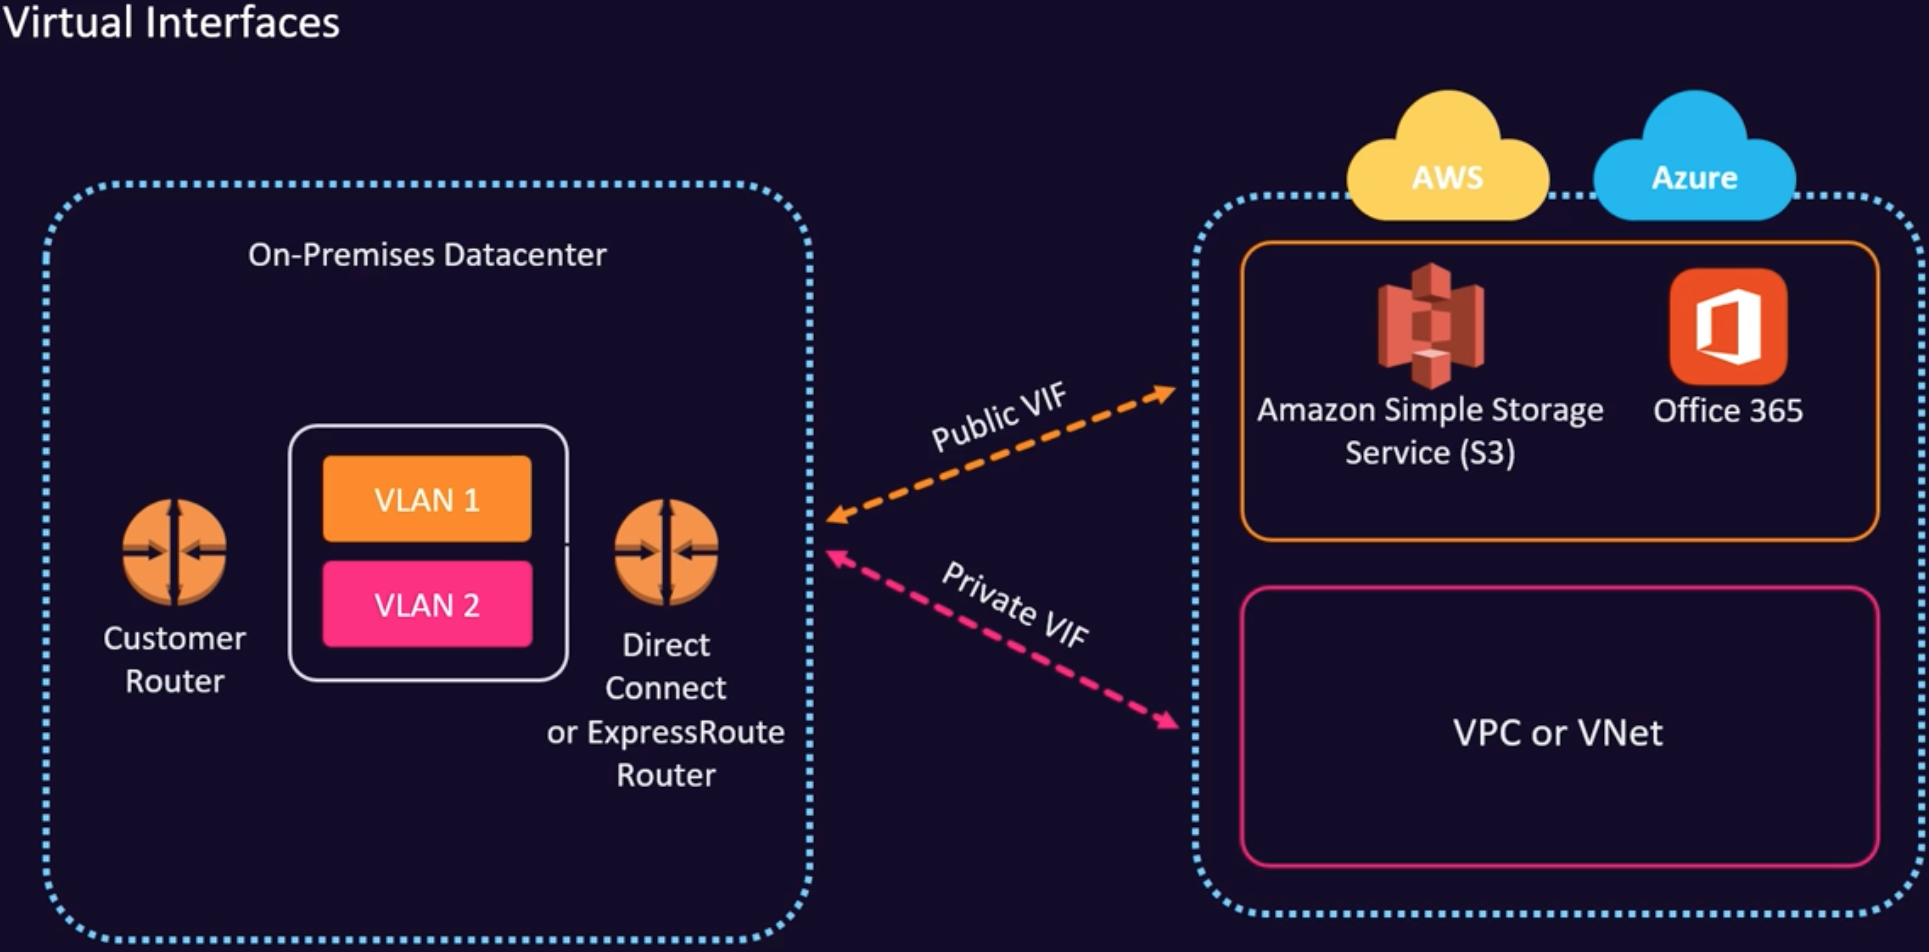 Virtual Interfaces
AWS
Azure
On-Premises Datacenter
VLAN 1
VLAN 2
Customer
Router
Direct
Connect
or ExpressRoute
Router
Public VIF
Private VIF
Amazon Simple Storage
Service (S3)
Office 365
VPC or VNet